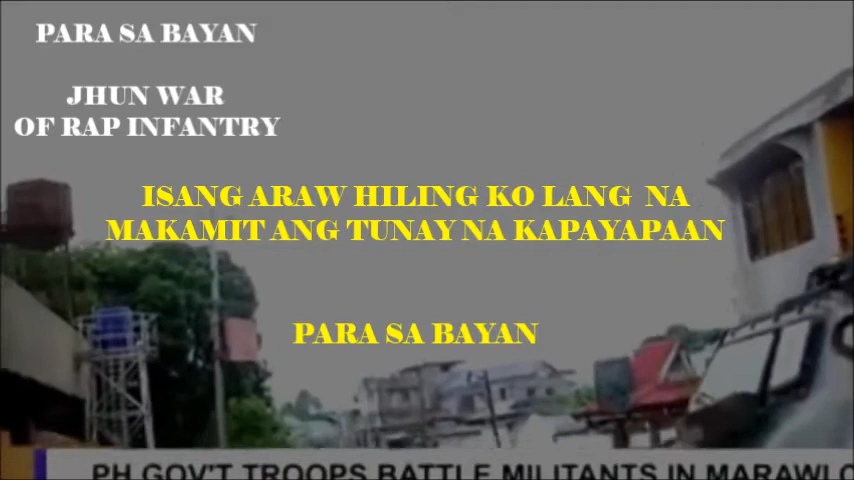 PARA SA BAYAN
JHUN WAR
OF RAP INFANTRY
ISANG ARAW HILING KO LANG NA
MAKAMIT ANG TUNAY NA KAPAYAPAAN
PARA SA BAYAN
PH GOV'T TROOPS BATTLE MILITANTS IN MARAWI